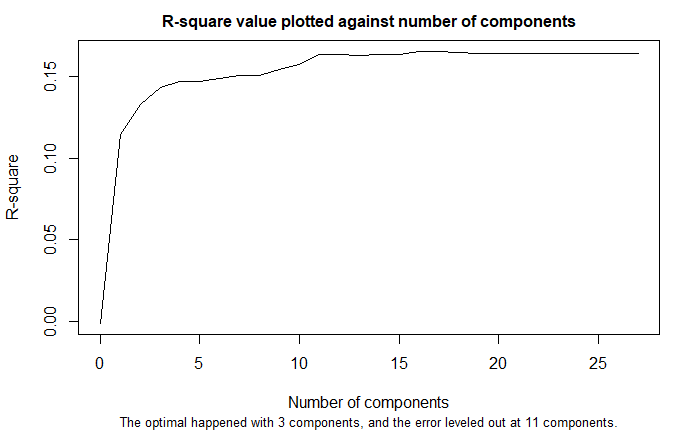 R-square value plotted against number of components
R-square
0.15
0.10
0.05
0.00
0 5 10 15 20 25
Number of components
The optimal happened with 3 components, and the error leveled out at 11 components.